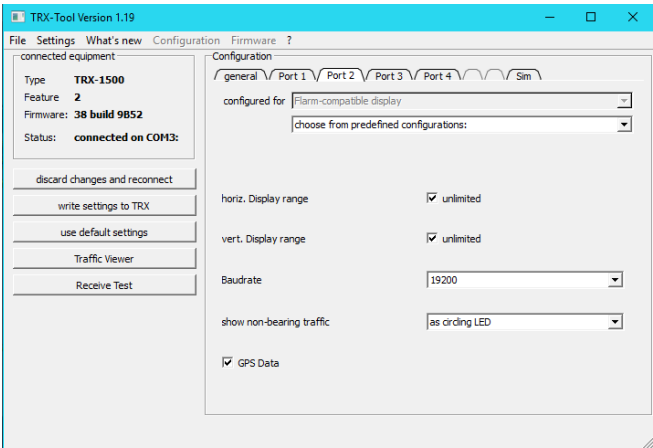 TRX-Tool Version 1.19
File Settings What's new Configuration Firmware ?
connected equipment
Type TRX-1500
Feature 2
Firmware: 38 build 9B52
Status: connected on COM3:
discard changes and reconnect
write settings to TRX
use default settings
Traffic Viewer
Receive Test
Configuration
general Port 1 Port 2 Port 3 Port 4 Sim
configured for Flarm-compatible display
choose from predefined configurations:
horiz. Display range unlimited
vert. Display range unlimited
Baudrate 19200
show non-bearing traffic as circling LED
GPS Data